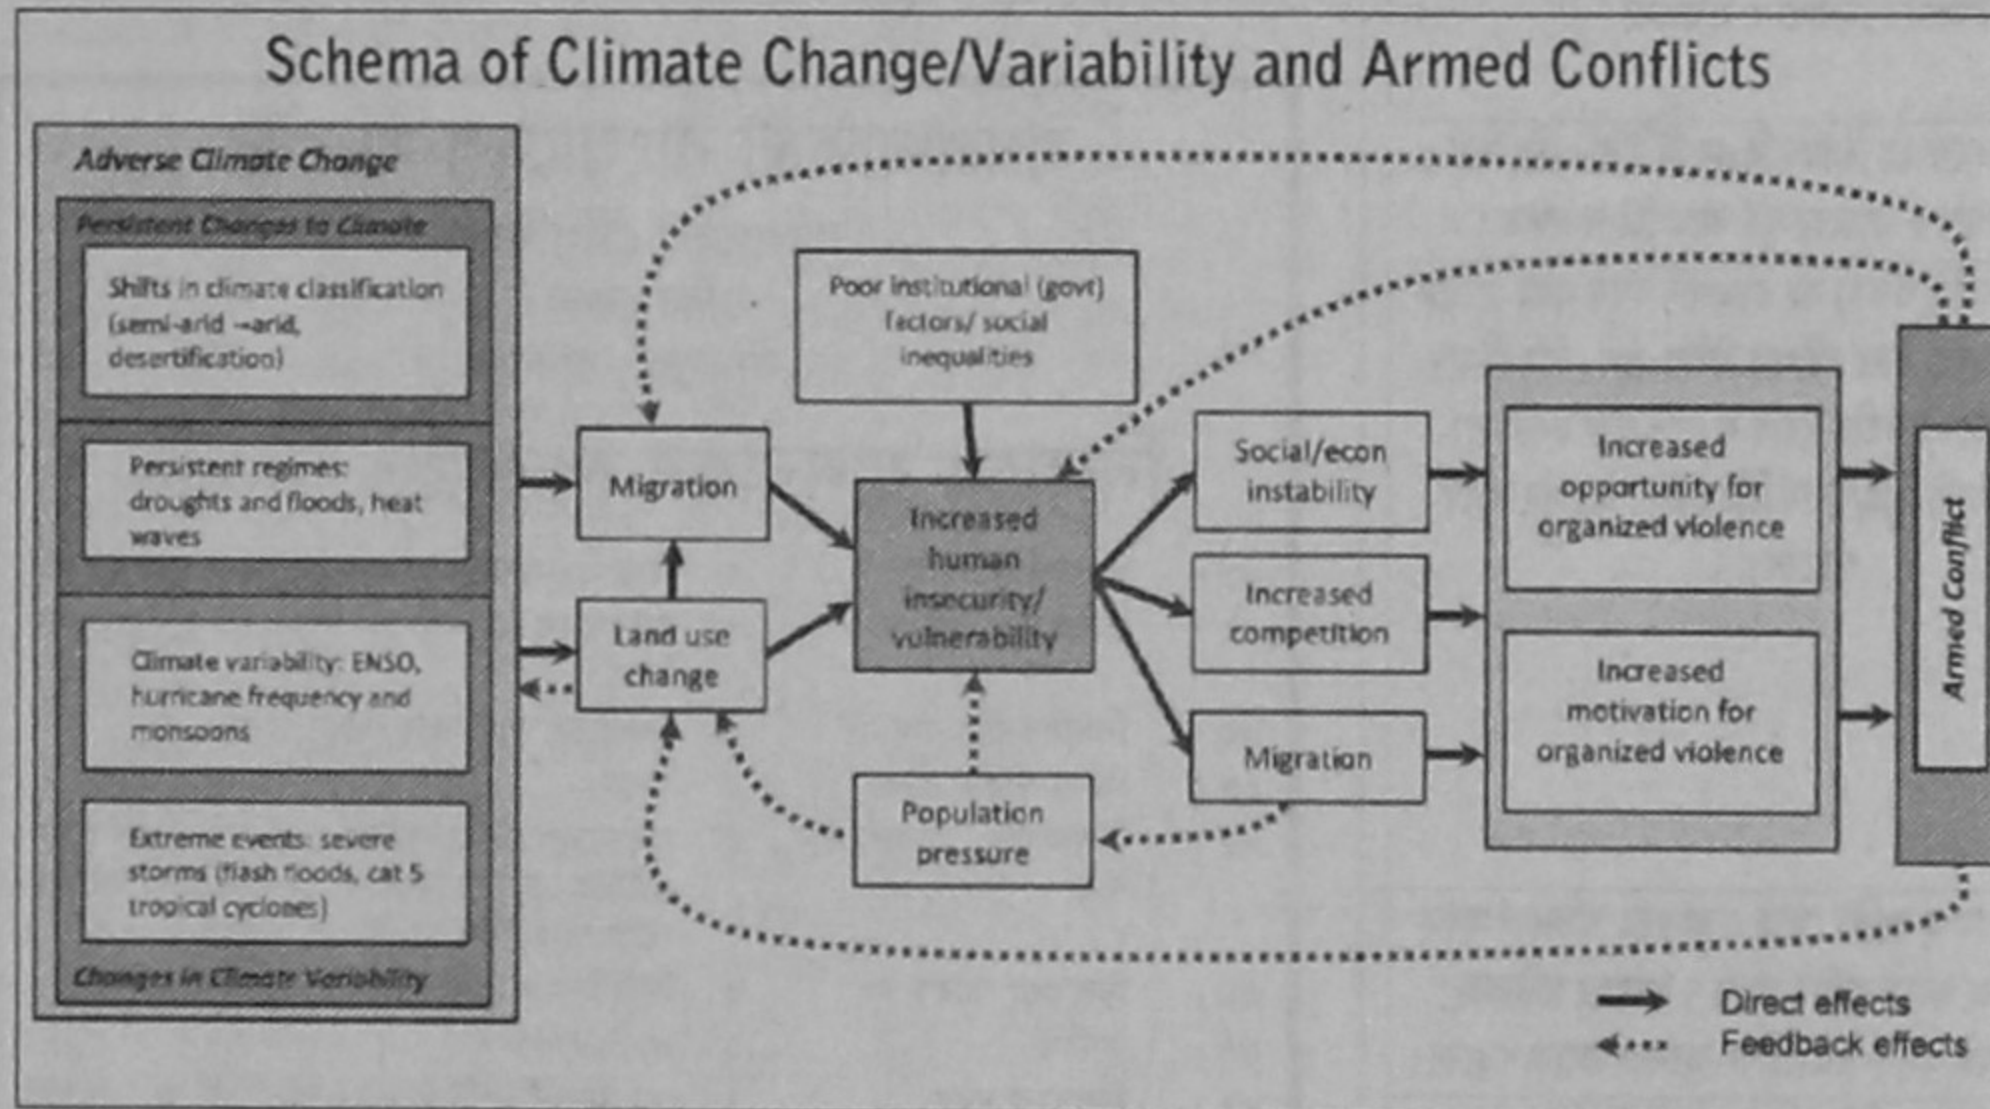 Schema of Climate Change/Variability and Armed Conflicts
Adverse Climate Change
Persistent Changes to Climate
Shifts in climate classification
(semi-arid →arid,
desertification)
Persistent regimes:
droughts and floods, heat
waves
Climate variability: ENSO,
hurricane frequency and
monsoons
Extreme events: severe
storms (flash floods, cat 5
tropical cyclones)
Changes in Climate Variability
Migration
Land use
change
Poor institutional (govt)
factors/ social
inequalities
Increased
human
insecurity/
vulnerability
Population
pressure
Social/econ
instability
Increased
competition
Migration
Increased
opportunity for
organized violence
Increased
motivation for
organized violence
Armed Conflict
Direct effects
Feedback effects